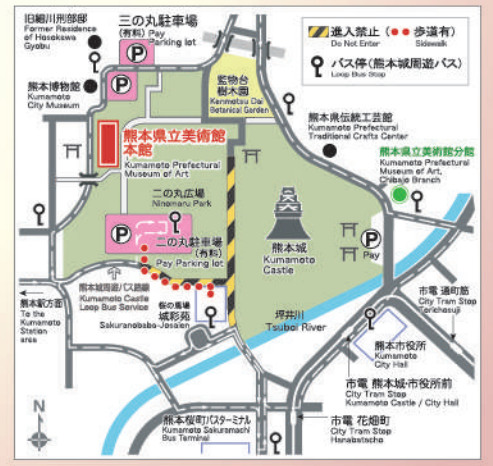 旧細川刑部邸
Former Residence
of Hosokawa
Gyobu
三の丸駐車場
(有料) Pay
Parking lot
P
P
進入禁止
Do Not Enter
(●●歩道有)
Sidewalk
バス停(熊本城周遊バス)
Loop Bus Stop
監物台
樹木園
Kenmotsu Dai
Botanical Garden
熊本博物館
Kumamoto
City Museum
熊本県伝統工芸館
Kumamoto Prefectural
Traditional Crafts Center
熊本県立美術館
本館
Kumamoto Prefectural
Museum of Art
熊本県立美術館分館
Kumamoto Prefectural
Museum of Art,
Chibajo Branch
二の丸広場
Ninomaru Park
P
二の丸駐車場
(有料)
Pay Parking lot
熊本城
Kumamoto
Castle
P
Pay
熊本城周遊バス路線
Kumamoto Castle
Loop Bus Service
熊本駅方面
To the
Kumamoto
Station
area
桜の馬場
城彩苑
Sakuranobaba-Josaien
坪井川
Tsuboi River
市電 通町筋
City Tram Stop
Torichosuji
熊本市役所
Kumamoto
City Hall
市電 熊本城・市役所前
City Tram Stop
Kumamoto Castle / City Hall
市電 花畑町
City Tram Stop
Hanabatacho
熊本桜町バスターミナル
Kumamoto Sakuramachi
Bus Terminal
N